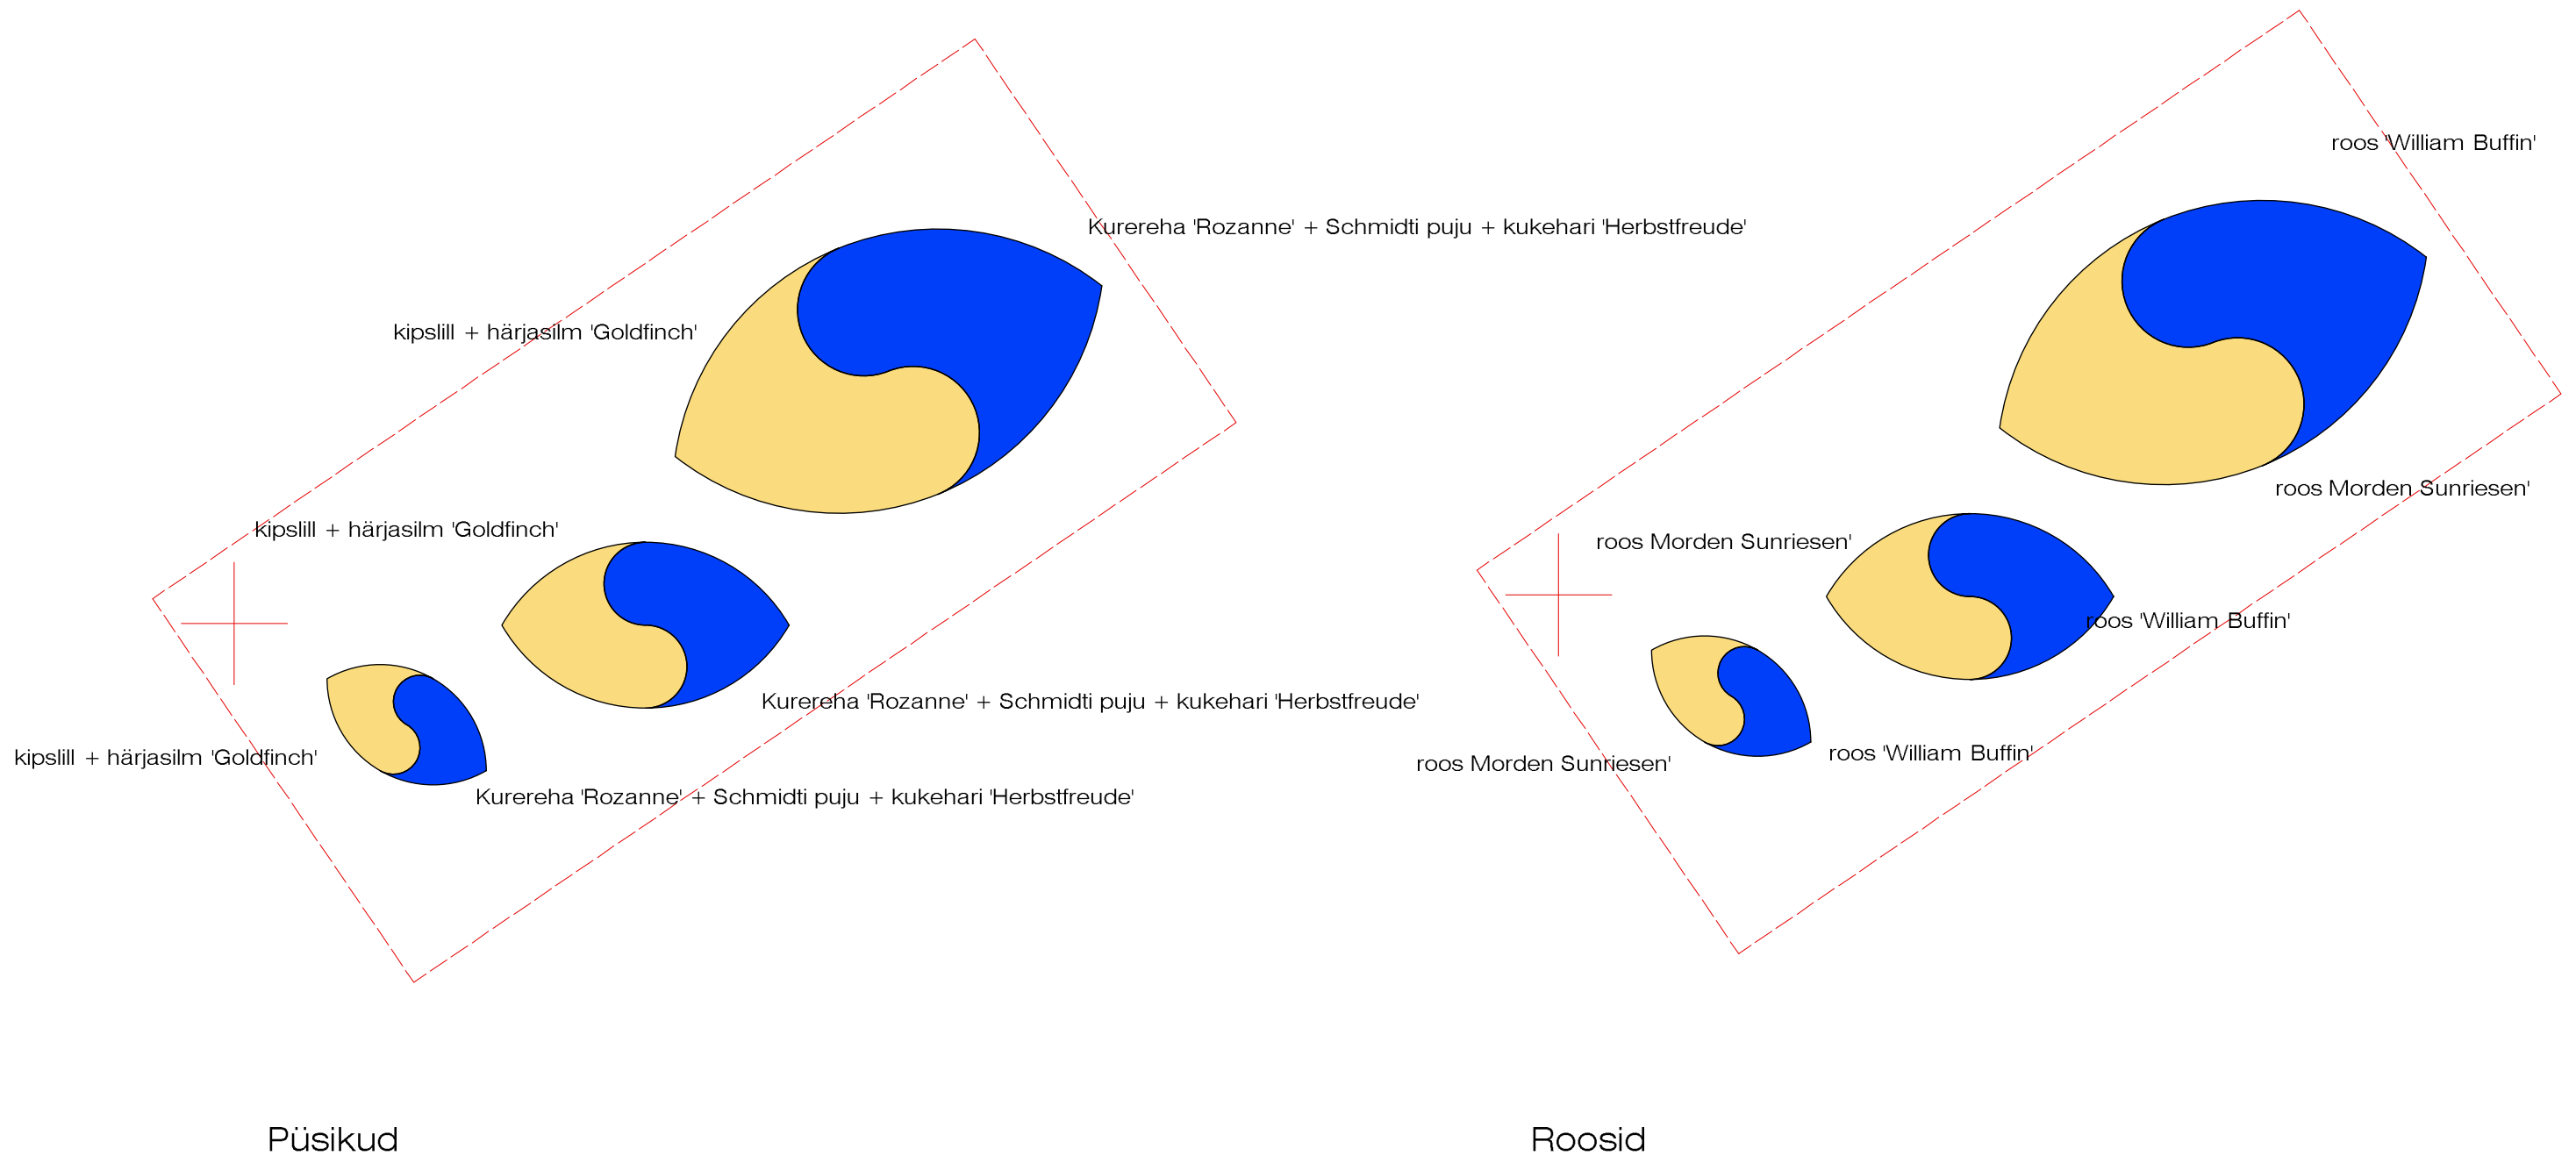 roos 'William Buffin'
Kurereha 'Rozanne' + Schmidti puju + kukehari 'Herbstfreude'
kipslill + härjasilm 'Goldfinch'
roos Morden Sunriesen'
kipslill + härjasilm 'Goldfinch'
roos Morden Sunriesen'
roos 'William Buffin'
Kurereha 'Rozanne' + Schmidti puju + kukehari 'Herbstfreude'
roos 'William Buffin'
kipslill + härjasilm 'Goldfinch'
roos Morden Sunriesen'
Kurereha 'Rozanne' + Schmidti puju + kukehari 'Herbstfreude'
Püsikud
Roosid